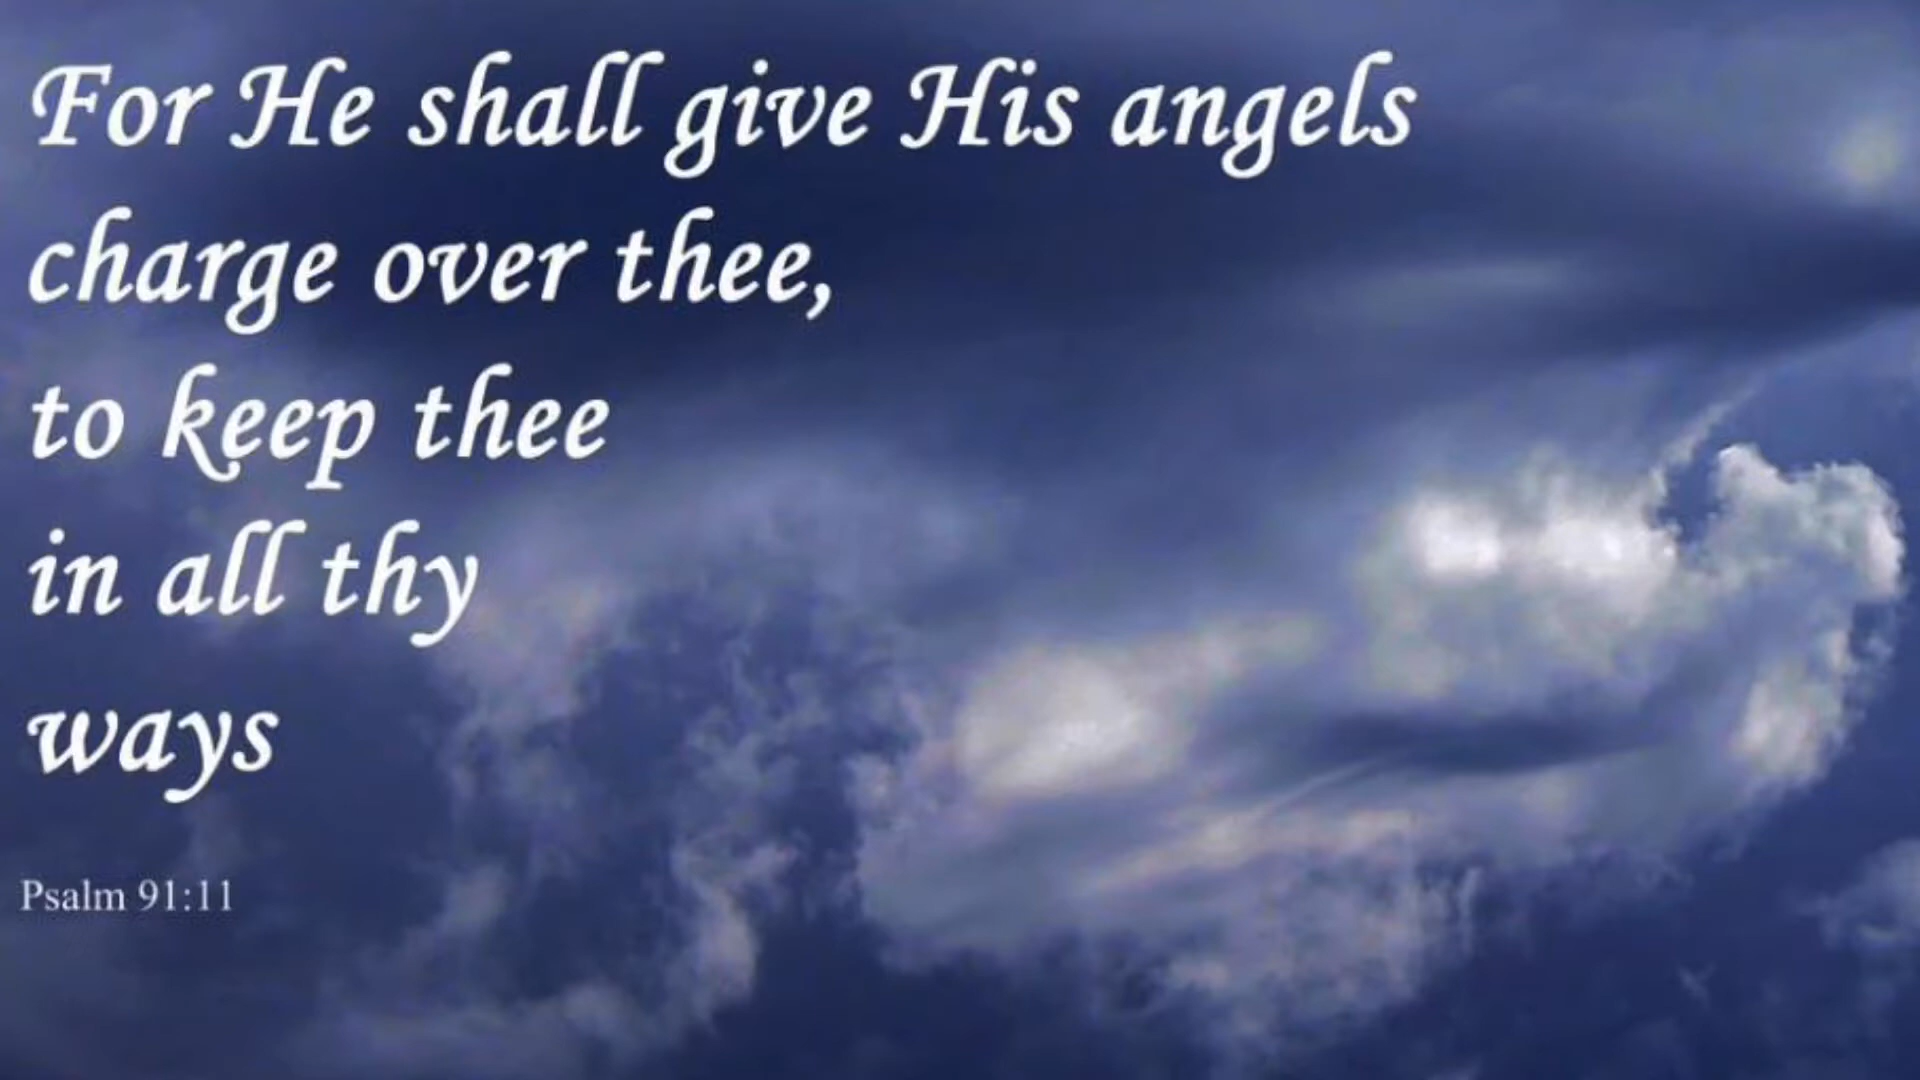 For He shall give His angels
charge over thee,
to keep thee
in all thy
ways
Psalm 91:11